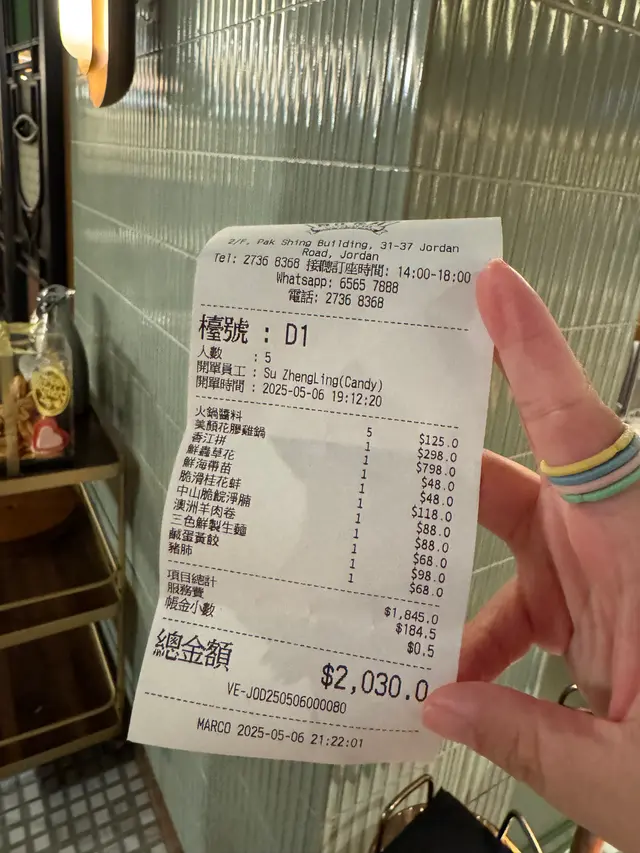 2/F, Pak Shing Building, 31-37 Jordan
Road, Jordan
Tel: 2736 8368 接聽訂座時間: 14:00-18:00
Whatsapp: 6565 7888
電話: 2736 8368
檯號 : D1
人數 : 5
開單員工 : Su ZhengLing(Candy)
開單時間 : 2025-05-06 19:12:20
火鍋醬料 5 $125.0
美顏花膠雞鍋 1 $298.0
香江拼 1 $798.0
鮮蟲草花 1 $48.0
鮮海帶苗 1 $48.0
脆滑桂花蚌 1 $118.0
中山脆鯇淨腩 1 $88.0
澳洲羊肉卷 1 $88.0
三色鮮製生麵 1 $68.0
鹹蛋黃餃 1 $98.0
豬肺 1 $68.0
項目總計 $1,845.0
服務費 $184.5
帳金小數 $0.5
總金額 $2,030.0
VE-JOD250506000080
MARCO 2025-05-06 21:22:01